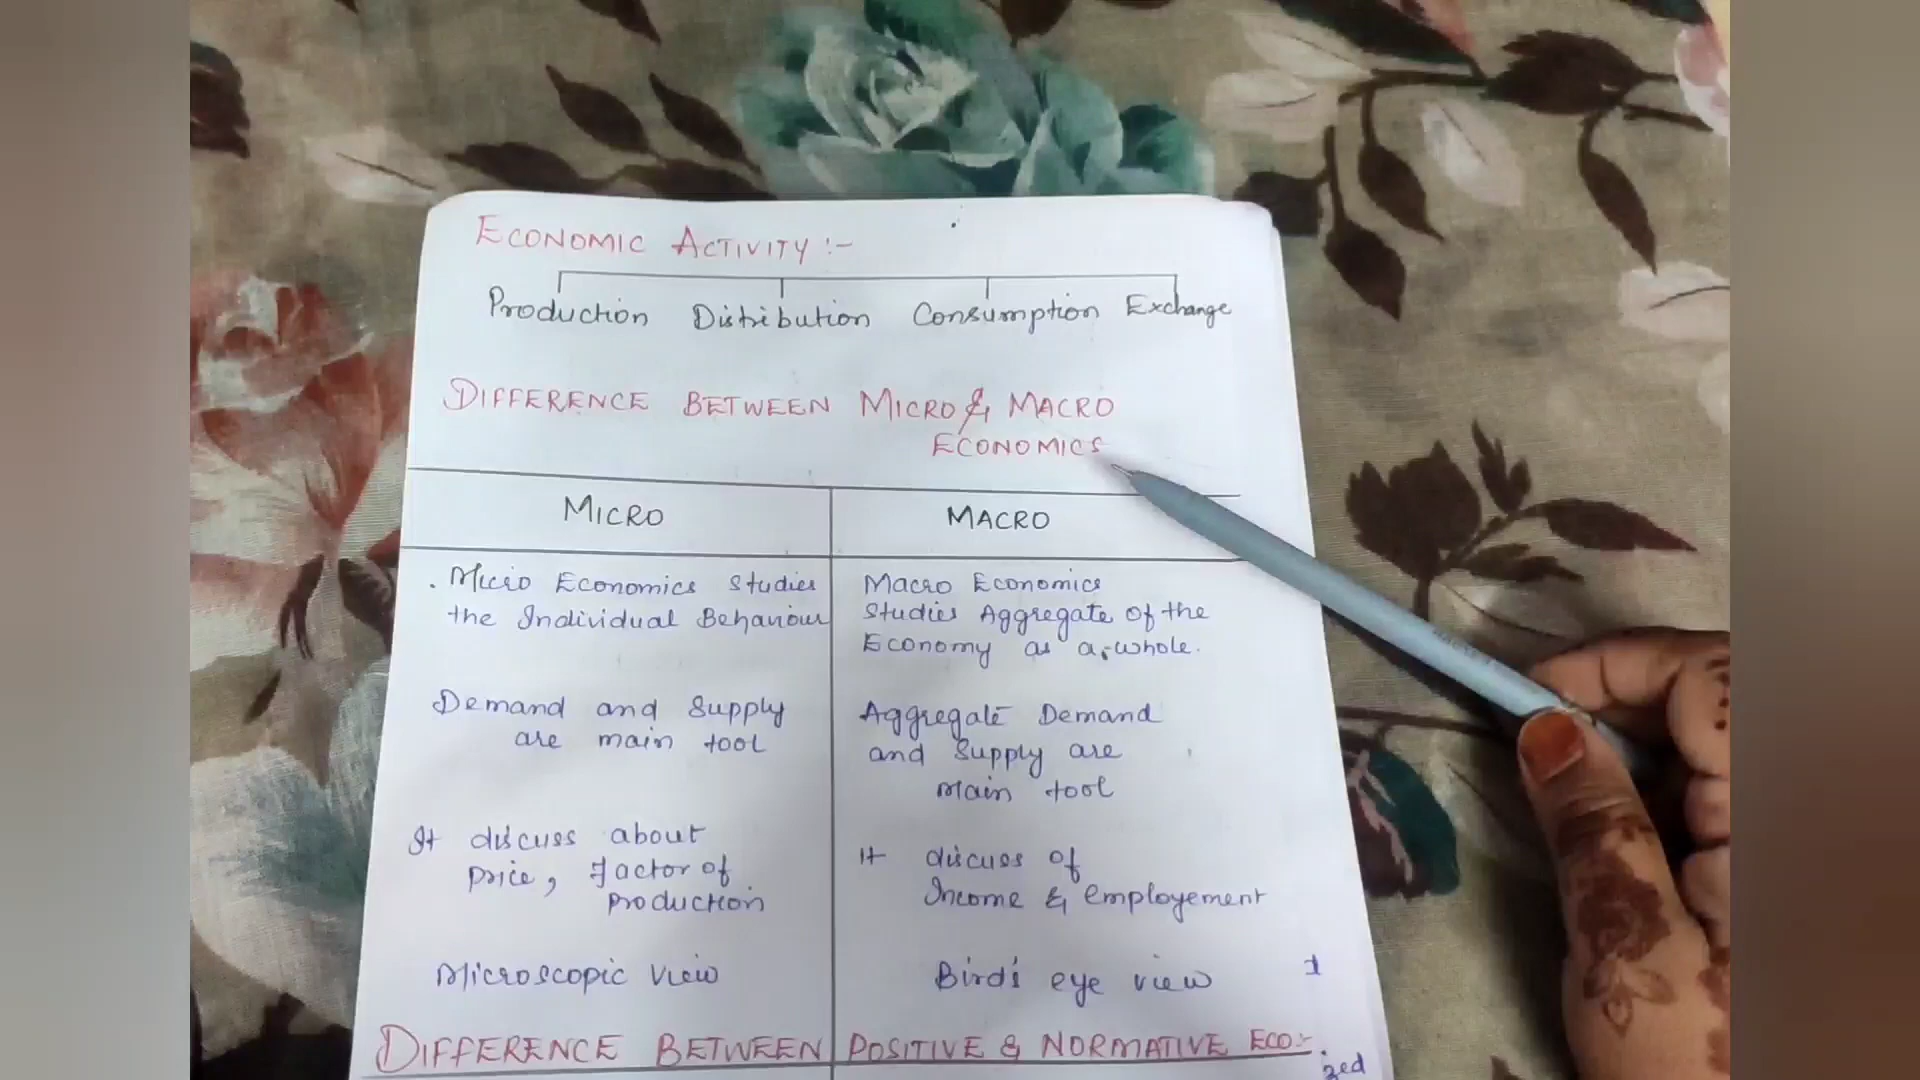 ECONOMIC ACTIVITY :-
Production Distribution Consumption Exchange
DIFFERENCE BETWEEN MICRO & MACRO
ECONOMICS
MICRO
MACRO
. Micro Economics Studies
the Individual Behaviour
Macro Economics
Studies Aggregate of the
Economy as a whole.
Demand and Supply
are main tool
Aggregate Demand
and Supply are
main tool
It discuss about
price, Factor of
Production
It discuss of
Income & employement
Microscopic View
Bird's eye view
DIFFERENCE BETWEEN POSITIVE & NORMATIVE ECO:-
zed